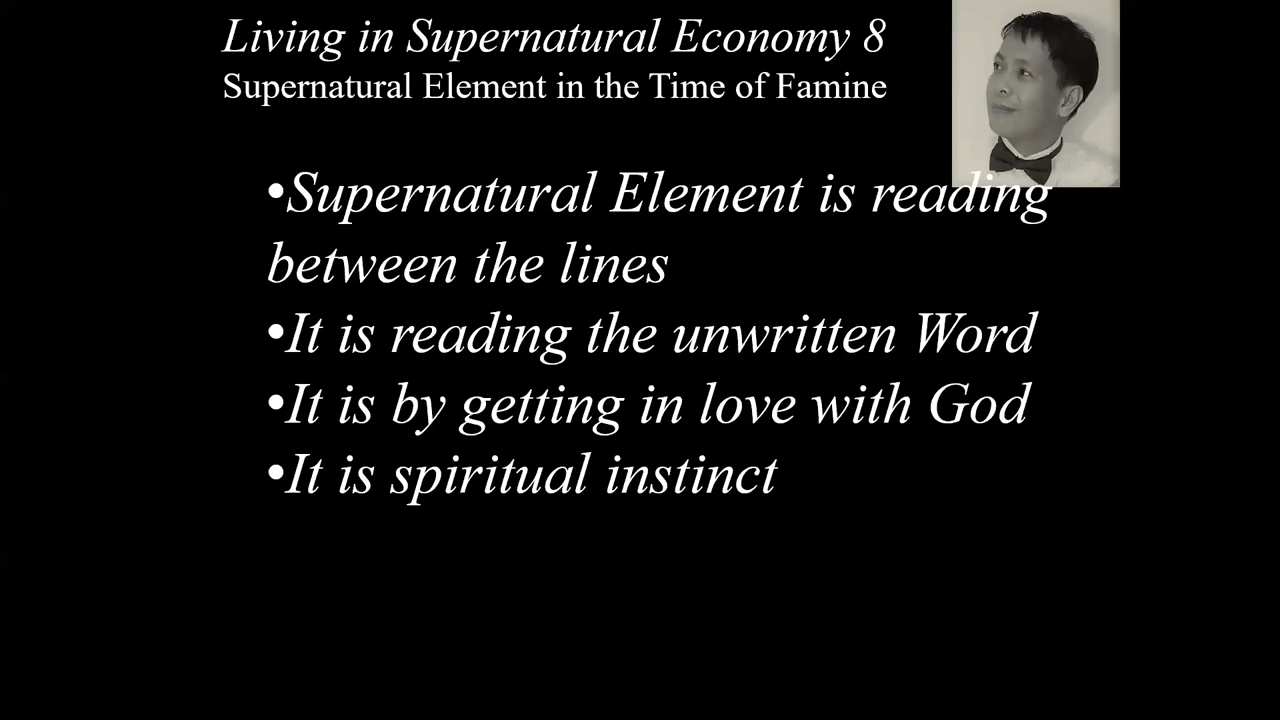 Living in Supernatural Economy 8
Supernatural Element in the Time of Famine
•Supernatural Element is reading
between the lines
•It is reading the unwritten Word
•It is by getting in love with God
•It is spiritual instinct